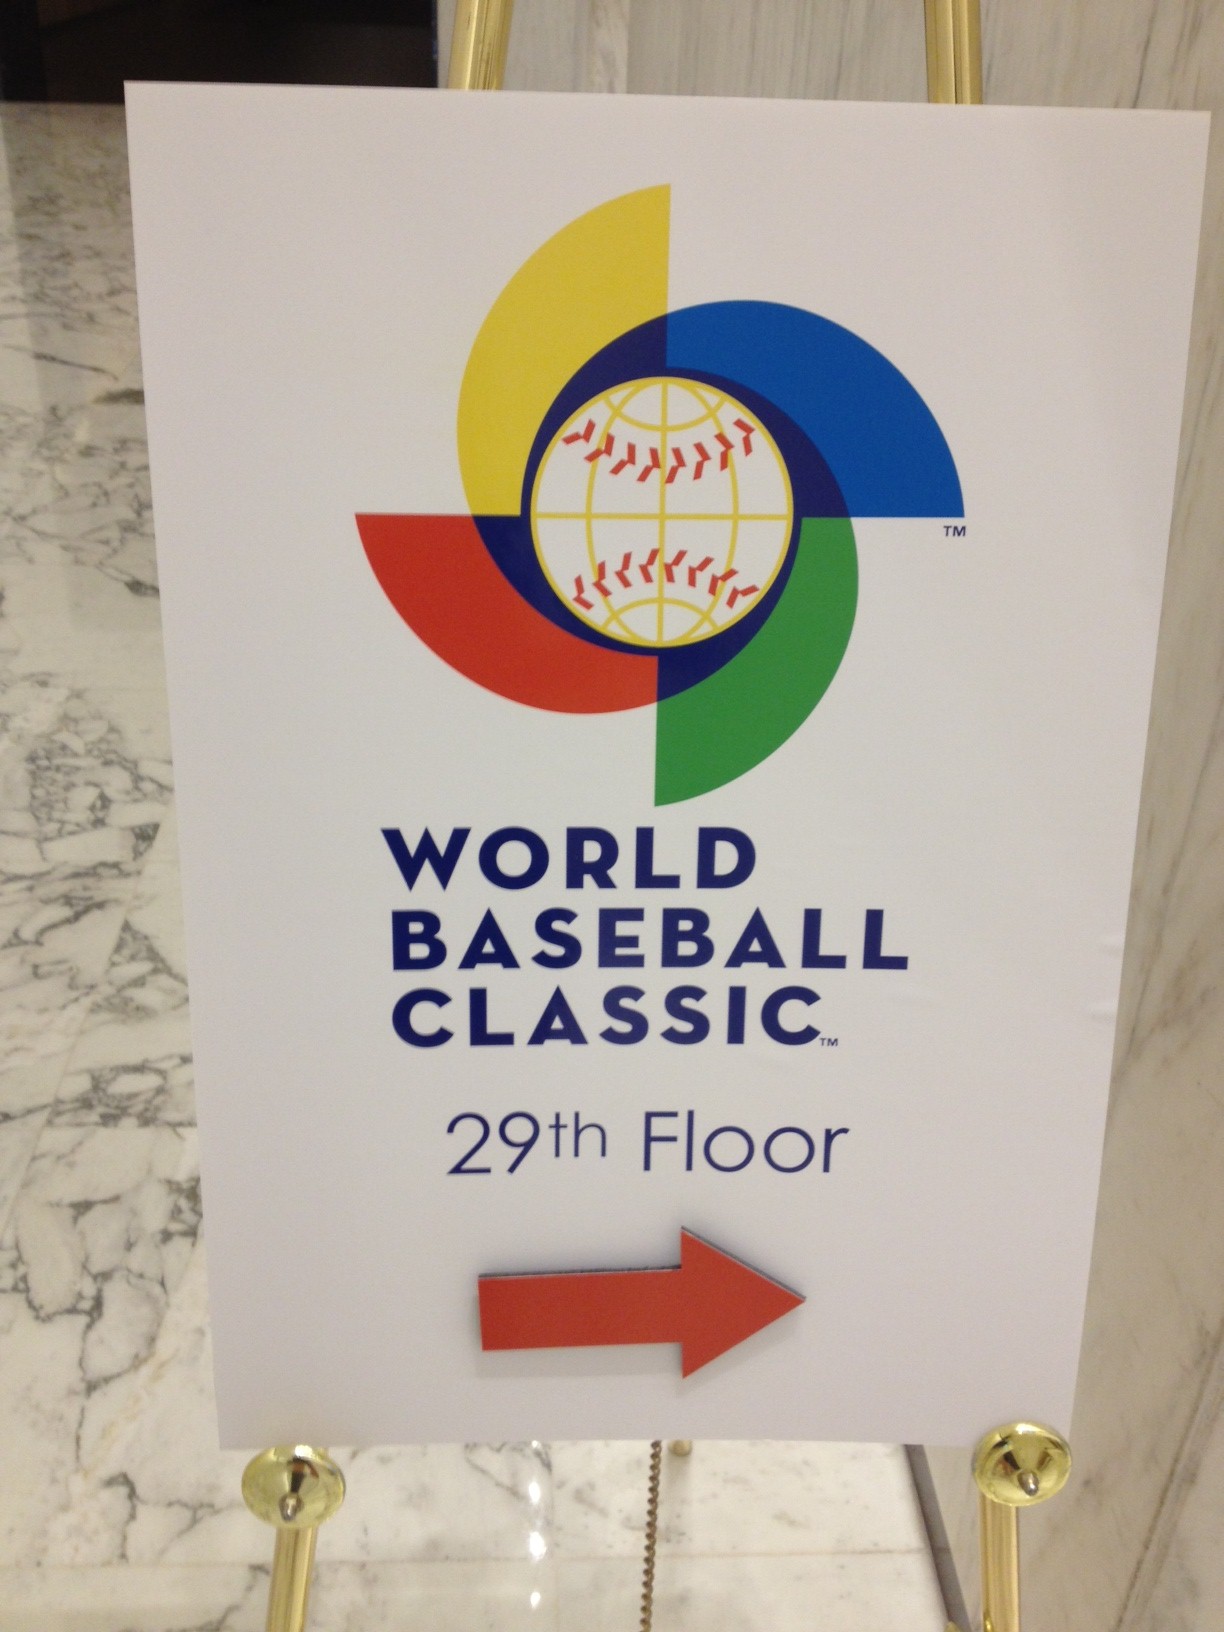 TM
WORLD
BASEBALL
CLASSIC TM
29th Floor